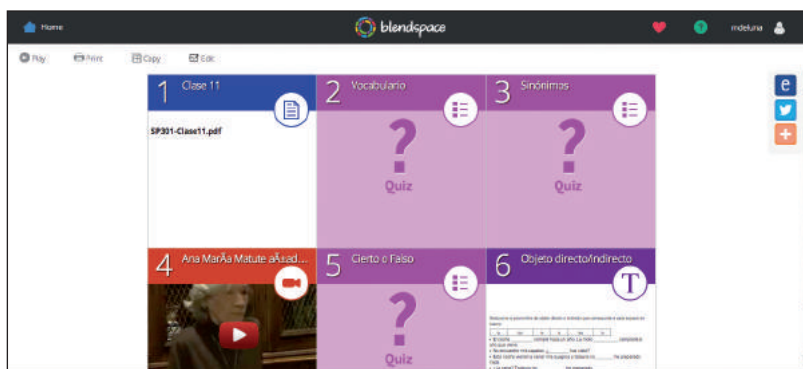 Home
blendspace
mdeluna
Play Print Copy Edit
1 Clase 11
SP301-Clase11.pdf
2 Vocabulario
?
Quiz
3 Sinónimos
?
Quiz
4 Ana MarÃa Matute aÃ±ad...
5 Cierto o Falso
?
Quiz
6 Objeto directo/indirecto
T
e